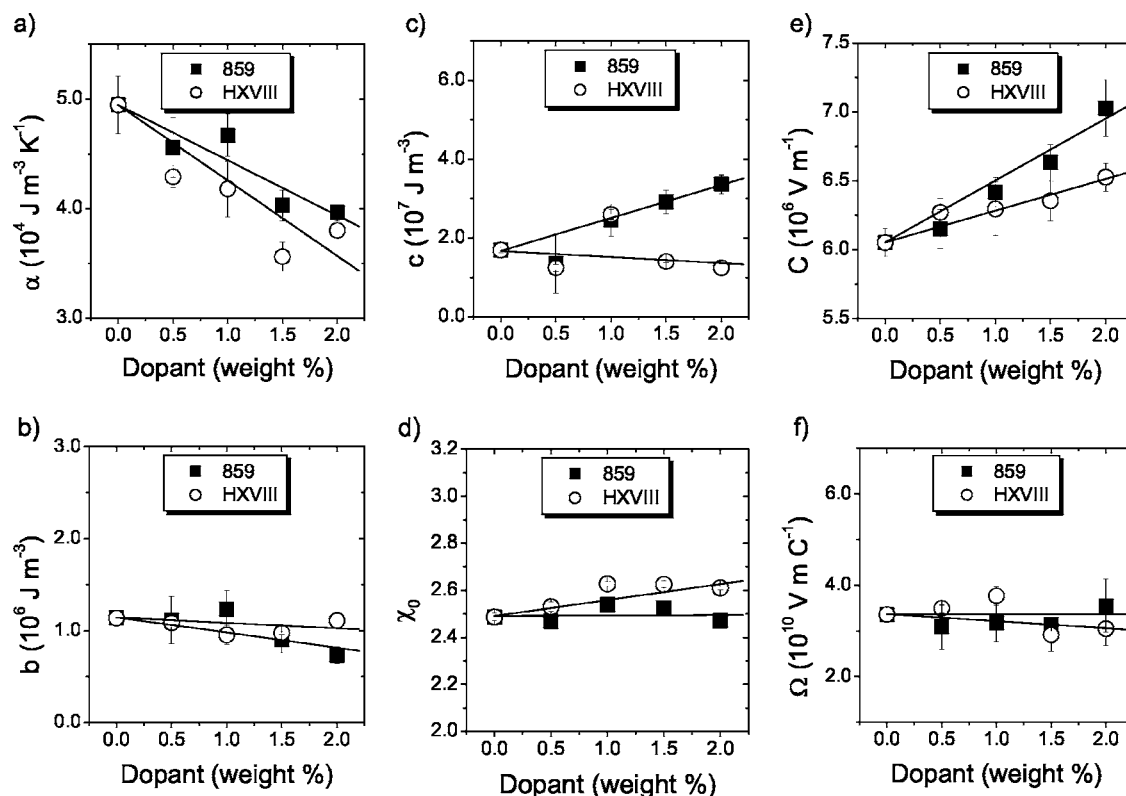 a)
859
HXVIII
5.0
4.0
3.0
α (10⁴ J m⁻³ K⁻¹)
0.0 0.5 1.0 1.5 2.0
Dopant (weight %)
c)
859
HXVIII
6.0
4.0
2.0
0.0
c (10⁷ J m⁻³)
0.0 0.5 1.0 1.5 2.0
Dopant (weight %)
e)
859
HXVIII
7.5
7.0
6.5
6.0
5.5
C (10⁶ V m⁻¹)
0.0 0.5 1.0 1.5 2.0
Dopant (weight %)
b)
859
HXVIII
3.0
2.0
1.0
0.0
b (10⁶ J m⁻³)
0.0 0.5 1.0 1.5 2.0
Dopant (weight %)
d)
859
HXVIII
3.2
3.0
2.8
2.6
2.4
2.2
2.0
χ₀
0.0 0.5 1.0 1.5 2.0
Dopant (weight %)
f)
859
HXVIII
6.0
4.0
2.0
Ω (10¹⁰ V m C⁻¹)
0.0 0.5 1.0 1.5 2.0
Dopant (weight %)